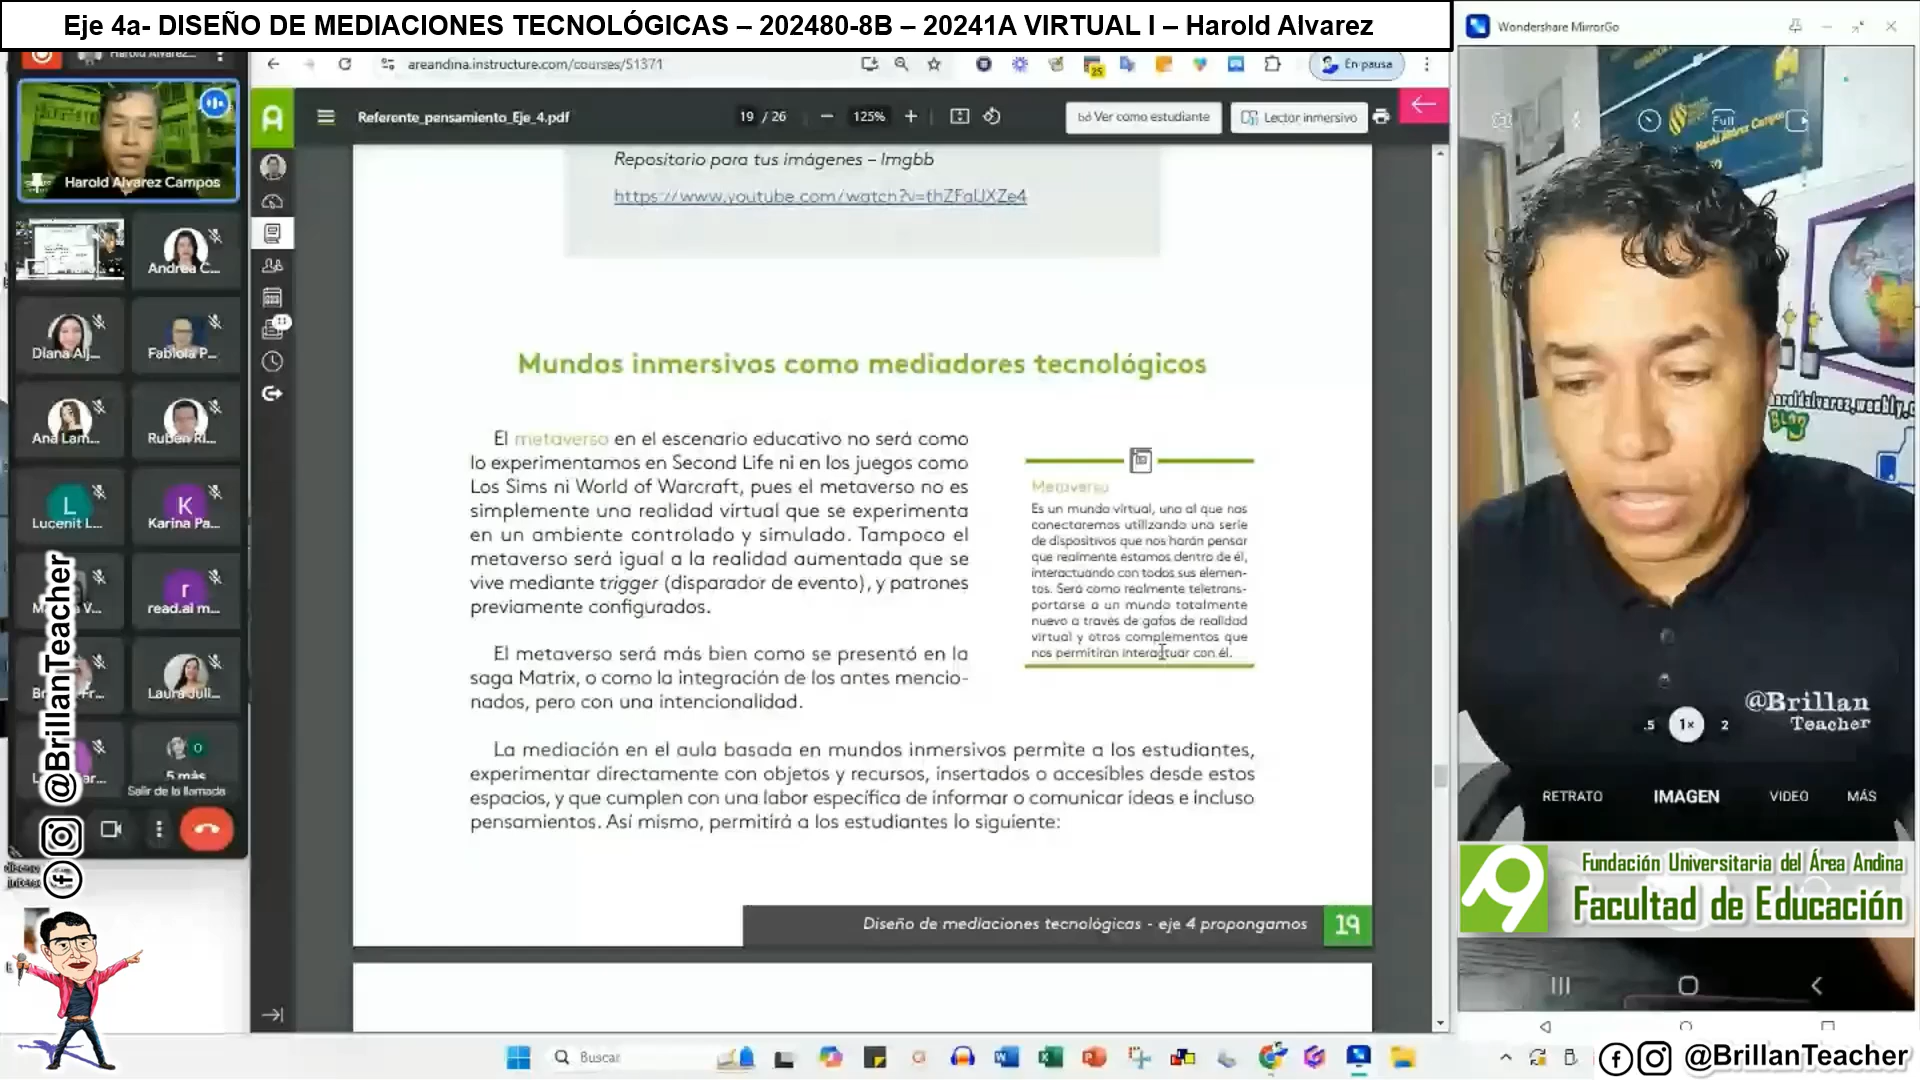 Eje 4a- DISEÑO DE MEDIACIONES TECNOLÓGICAS – 202480-8B – 20241A VIRTUAL I – Harold Alvarez
Wondershare MirrorGo
Harold Alvarez...
areandina.instructure.com/courses/51371
25
En pausa
Referente_pensamiento_Eje_4.pdf
19 / 26
125%
Ver como estudiante
Lector inmersivo
Harold Alvarez Campos
Andrea C...
Diana Alj...
Fabiola P...
Ana Lam...
Ruben Ri...
L
Lucenit L...
K
Karina Pa...
r
read.ai m...
Laura Juli...
5 más
Salir de la llamada
@BrillanTeacher
Repositorio para tus imágenes – Imgbb
https://www.youtube.com/watch?v=thZFaUXZe4
Mundos inmersivos como mediadores tecnológicos
El metaverso en el escenario educativo no será como
lo experimentamos en Second Life ni en los juegos como
Los Sims ni World of Warcraft, pues el metaverso no es
simplemente una realidad virtual que se experimenta
en un ambiente controlado y simulado. Tampoco el
metaverso será igual a la realidad aumentada que se
vive mediante trigger (disparador de evento), y patrones
previamente configurados.
El metaverso será más bien como se presentó en la
saga Matrix, o como la integración de los antes mencio-
nados, pero con una intencionalidad.
Metaverso
Es un mundo virtual, uno al que nos
conectaremos utilizando una serie
de dispositivos que nos harán pensar
que realmente estamos dentro de él,
interactuando con todos sus elemen-
tos. Será como realmente teletrans-
portarse a un mundo totalmente
nuevo a través de gafas de realidad
virtual y otros complementos que
nos permitirán interactuar con él.
La mediación en el aula basada en mundos inmersivos permite a los estudiantes,
experimentar directamente con objetos y recursos, insertados o accesibles desde estos
espacios, y que cumplen con una labor específica de informar o comunicar ideas e incluso
pensamientos. Así mismo, permitirá a los estudiantes lo siguiente:
Diseño de mediaciones tecnológicas - eje 4 propongamos
19
Full
Harold Alvarez Campos
haroldalvarez.weebly.c
Blog
@Brillan
Teacher
.5
1×
2
RETRATO
IMAGEN
VIDEO
MÁS
Fundación Universitaria del Área Andina
Facultad de Educación
Buscar
@BrillanTeacher